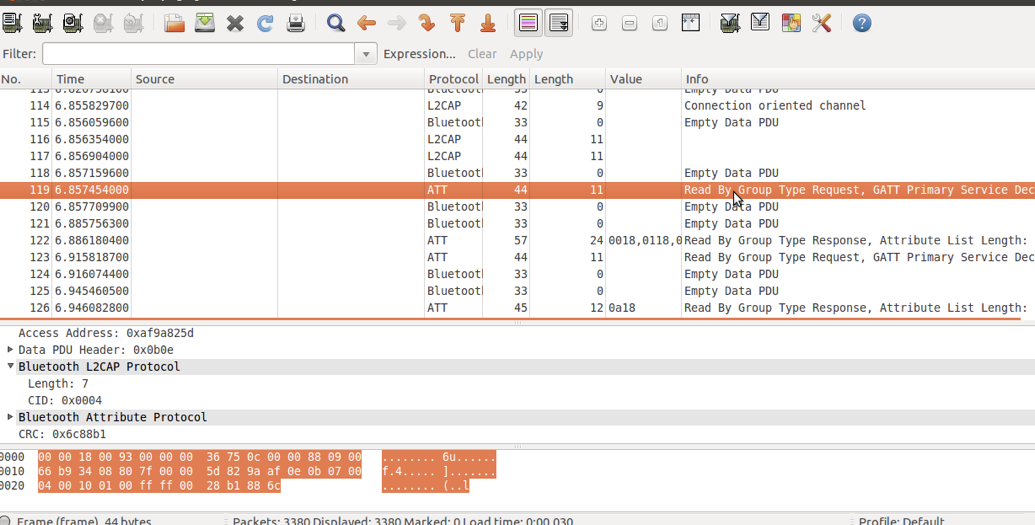 Filter: Expression... Clear Apply
No. Time Source Destination Protocol Length Length Value Info
114 6.855829700 L2CAP 42 9 Connection oriented channel
115 6.856059600 Bluetooth 33 0 Empty Data PDU
116 6.856354000 L2CAP 44 11
117 6.856904000 L2CAP 44 11
118 6.857159600 Bluetooth 33 0 Empty Data PDU
119 6.857454000 ATT 44 11 Read By Group Type Request, GATT Primary Service Dec
120 6.857709900 Bluetooth 33 0 Empty Data PDU
121 6.885756300 Bluetooth 33 0 Empty Data PDU
122 6.886180400 ATT 57 24 0018,0118,0 Read By Group Type Response, Attribute List Length:
123 6.915818700 ATT 44 11 Read By Group Type Request, GATT Primary Service Dec
124 6.916074400 Bluetooth 33 0 Empty Data PDU
125 6.945460500 Bluetooth 33 0 Empty Data PDU
126 6.946082800 ATT 45 12 0a18 Read By Group Type Response, Attribute List Length:
Access Address: 0xaf9a825d
Data PDU Header: 0x0b0e
Bluetooth L2CAP Protocol
Length: 7
CID: 0x0004
Bluetooth Attribute Protocol
CRC: 0x6c88b1
0000 00 00 18 00 93 00 00 00 36 75 0c 00 00 88 09 00 ........ 6u......
0010 66 b9 34 08 80 7f 00 00 5d 82 9a af 0e 0b 07 00 f.4..... ].......
0020 04 00 10 01 00 ff ff 00 28 b1 88 6c ........ (..l
Frame (frame), 44 bytes Packets: 3380 Displayed: 3380 Marked: 0 Load time: 0:00.030 Profile: Default